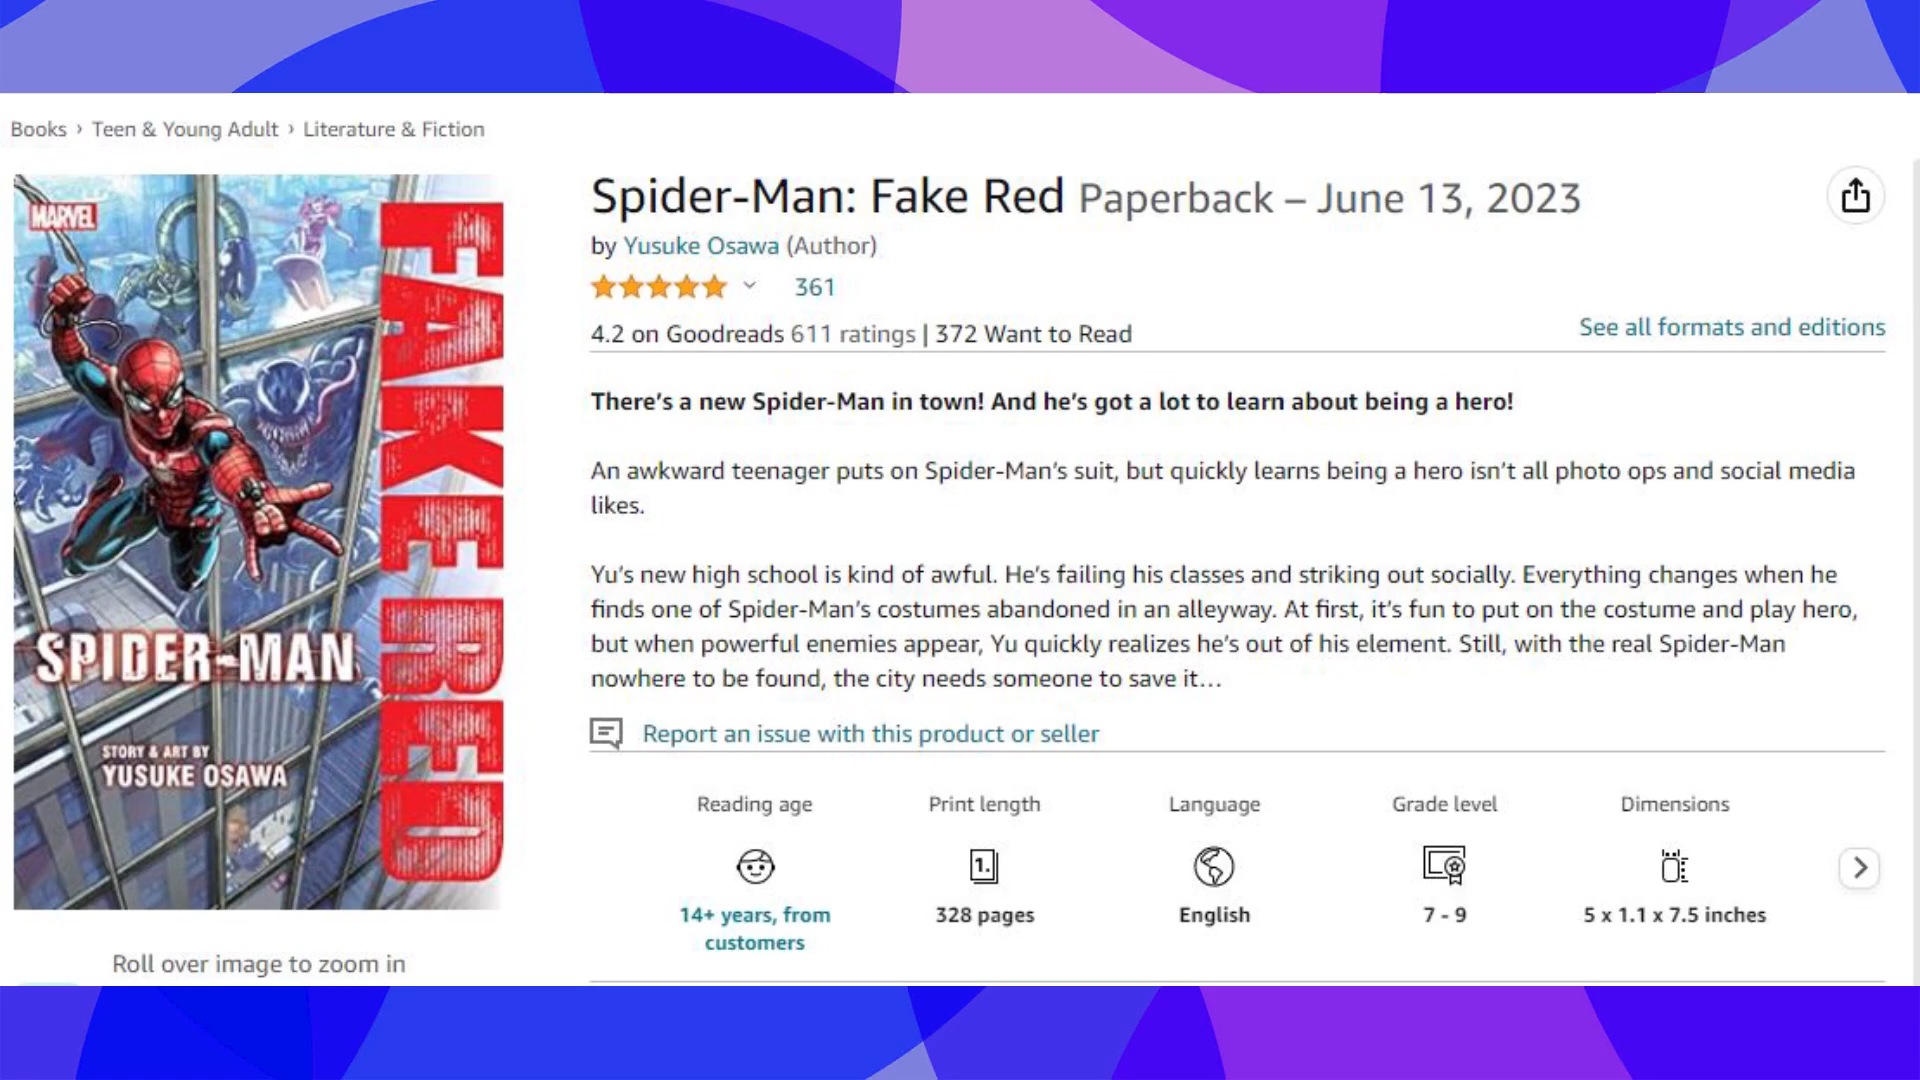 Books › Teen & Young Adult › Literature & Fiction
MARVEL
FAKE RED
SPIDER-MAN
STORY & ART BY
YUSUKE OSAWA
Roll over image to zoom in
Spider-Man: Fake Red Paperback – June 13, 2023
by Yusuke Osawa (Author)
361
4.2 on Goodreads 611 ratings | 372 Want to Read
See all formats and editions
There's a new Spider-Man in town! And he's got a lot to learn about being a hero!
An awkward teenager puts on Spider-Man's suit, but quickly learns being a hero isn't all photo ops and social media
likes.
Yu's new high school is kind of awful. He's failing his classes and striking out socially. Everything changes when he
finds one of Spider-Man's costumes abandoned in an alleyway. At first, it's fun to put on the costume and play hero,
but when powerful enemies appear, Yu quickly realizes he's out of his element. Still, with the real Spider-Man
nowhere to be found, the city needs someone to save it…
Report an issue with this product or seller
Reading age
14+ years, from
customers
Print length
1.
328 pages
Language
English
Grade level
7 - 9
Dimensions
5 x 1.1 x 7.5 inches